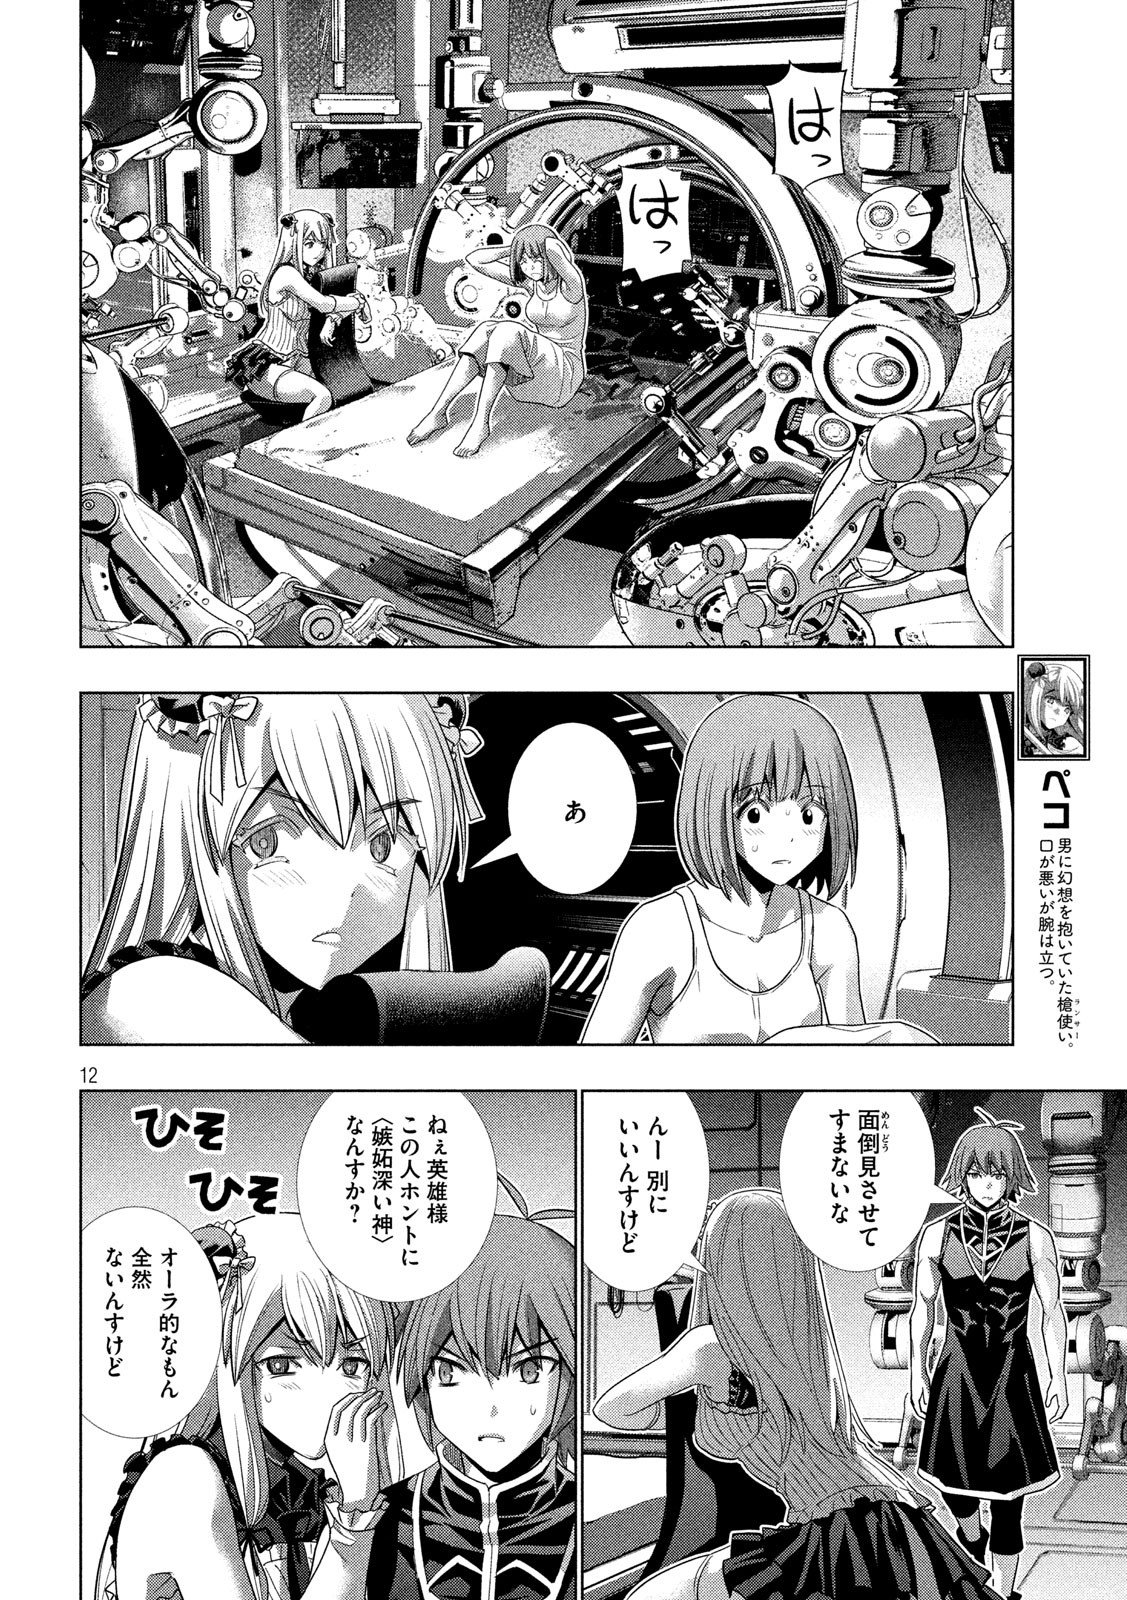 はっ
はっ
ペコ
男に幻想を抱いていた槍使い。
ランサー
口が悪いが腕は立つ。
あ
面倒見させて
めんどう
すまないな
んー 別に
いいんすけど
ねぇ英雄様
この人ホントに
〈嫉妬深い神〉
なんすか?
ひそ
ひそ
オーラ的なもん
全然
ないんすけど
12